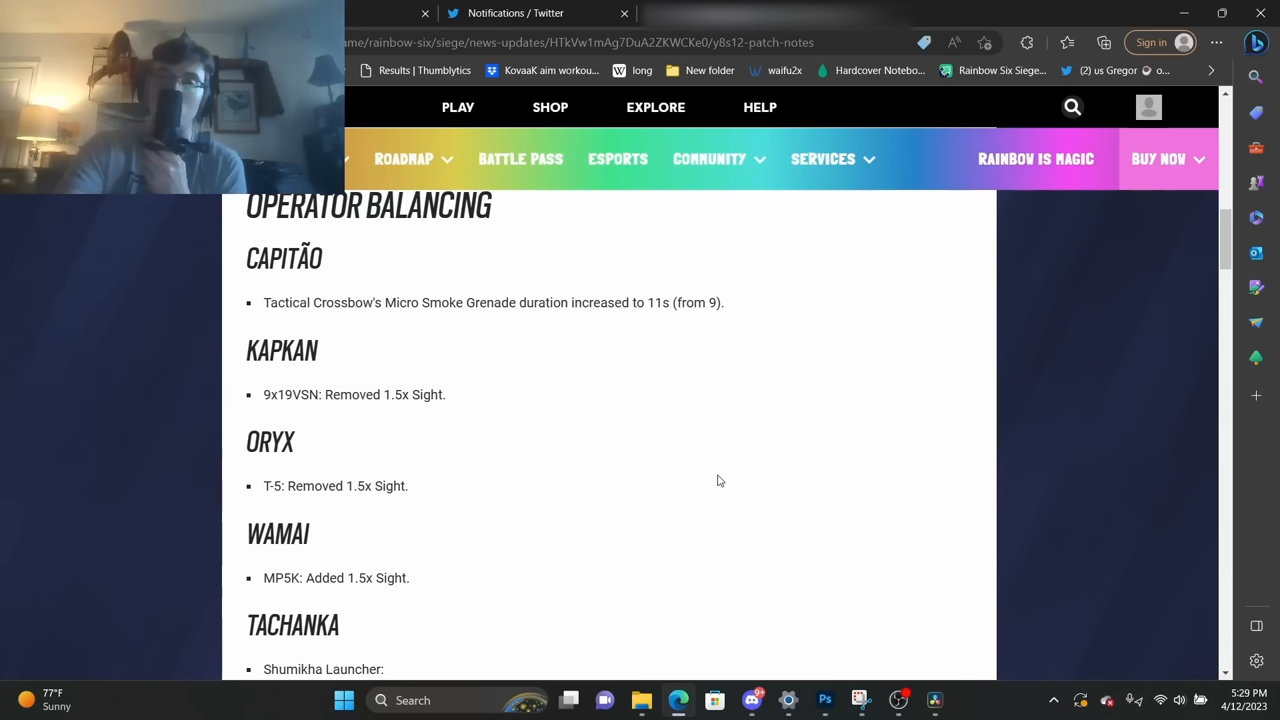 Notifications / Twitter
ame/rainbow-six/siege/news-updates/HTkVw1mAg7DuA2ZKWCKe0/y8s12-patch-notes
Sign in
Results | Thumblytics
KovaaK aim workou...
long
New folder
waifu2x
Hardcover Notebo...
Rainbow Six Siege...
(2) us Gregor o...
PLAY
SHOP
EXPLORE
HELP
ROADMAP
BATTLE PASS
ESPORTS
COMMUNITY
SERVICES
RAINBOW IS MAGIC
BUY NOW
OPERATOR BALANCING
CAPITÃO
Tactical Crossbow's Micro Smoke Grenade duration increased to 11s (from 9).
KAPKAN
9x19VSN: Removed 1.5x Sight.
ORYX
T-5: Removed 1.5x Sight.
WAMAI
MP5K: Added 1.5x Sight.
TACHANKA
Shumikha Launcher:
77°F
Sunny
Search
9+
5:29 PM
4/12/2023